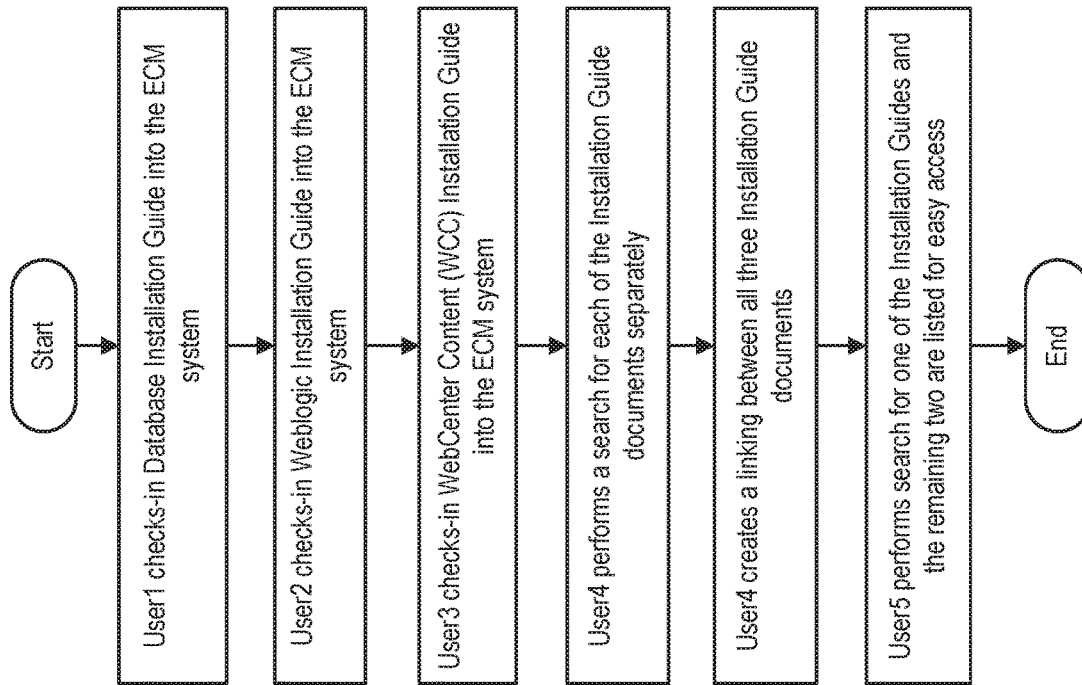 Start
User1 checks-in Database Installation Guide into the ECM
system
User2 checks-in Weblogic Installation Guide into the ECM
system
User3 checks-in WebCenter Content (WCC) Installation Guide
into the ECM system
User4 performs a search for each of the Installation Guide
documents separately
User4 creates a linking between all three Installation Guide
documents
User5 performs search for one of the Installation Guides and
the remaining two are listed for easy access
End